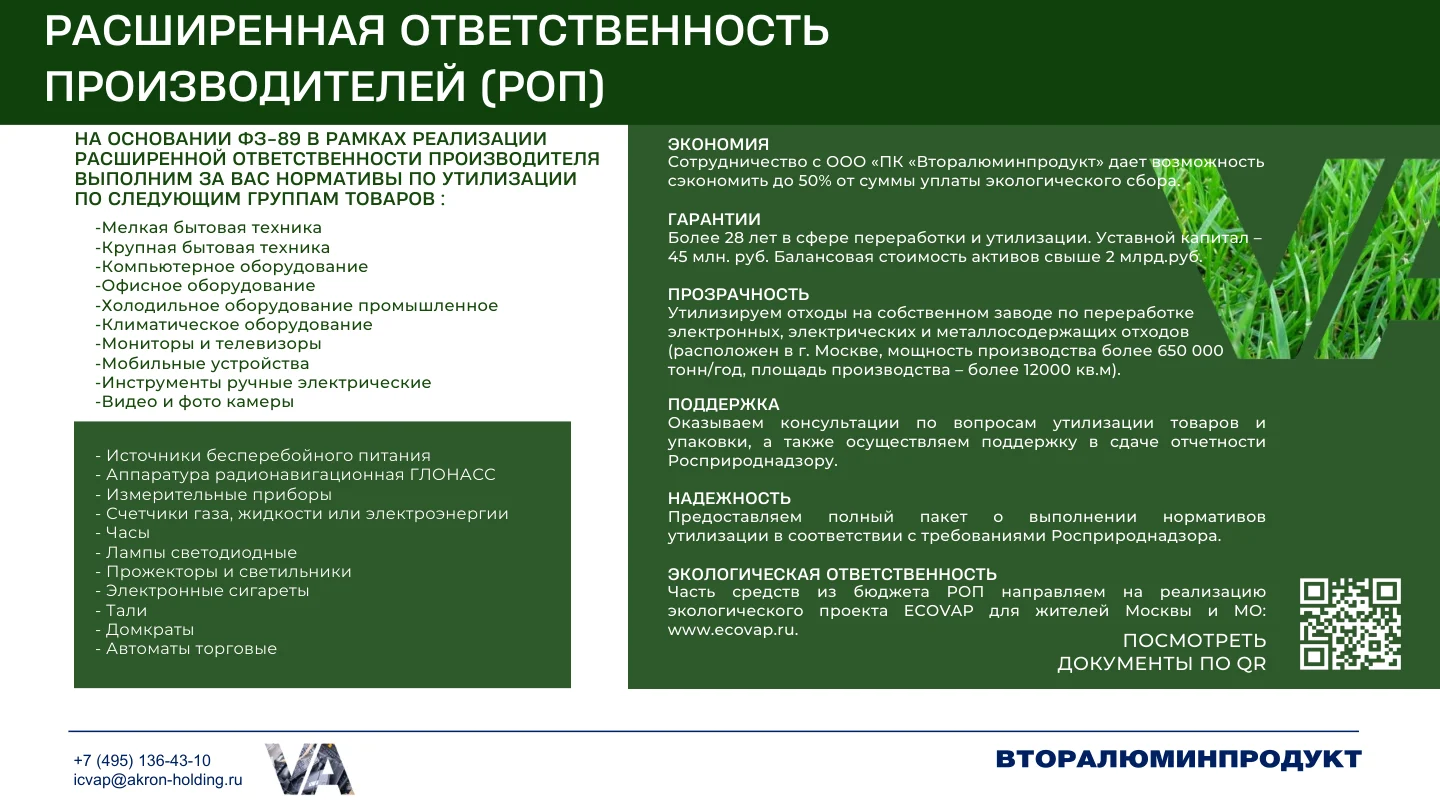 РАСШИРЕННАЯ ОТВЕТСТВЕННОСТЬ
ПРОИЗВОДИТЕЛЕЙ (РОП)
НА ОСНОВАНИИ ФЗ-89 В РАМКАХ РЕАЛИЗАЦИИ
РАСШИРЕННОЙ ОТВЕТСТВЕННОСТИ ПРОИЗВОДИТЕЛЯ
ВЫПОЛНИМ ЗА ВАС НОРМАТИВЫ ПО УТИЛИЗАЦИИ
ПО СЛЕДУЮЩИМ ГРУППАМ ТОВАРОВ :
-Мелкая бытовая техника
-Крупная бытовая техника
-Компьютерное оборудование
-Офисное оборудование
-Холодильное оборудование промышленное
-Климатическое оборудование
-Мониторы и телевизоры
-Мобильные устройства
-Инструменты ручные электрические
-Видео и фото камеры
- Источники бесперебойного питания
- Аппаратура радионавигационная ГЛОНАСС
- Измерительные приборы
- Счетчики газа, жидкости или электроэнергии
- Часы
- Лампы светодиодные
- Прожекторы и светильники
- Электронные сигареты
- Тали
- Домкраты
- Автоматы торговые
ЭКОНОМИЯ
Сотрудничество с ООО «ПК «Вторалюминпродукт» дает возможность
сэкономить до 50% от суммы уплаты экологического сбора.
ГАРАНТИИ
Более 28 лет в сфере переработки и утилизации. Уставной капитал –
45 млн. руб. Балансовая стоимость активов свыше 2 млрд.руб.
ПРОЗРАЧНОСТЬ
Утилизируем отходы на собственном заводе по переработке
электронных, электрических и металлосодержащих отходов
(расположен в г. Москве, мощность производства более 650 000
тонн/год, площадь производства – более 12000 кв.м).
ПОДДЕРЖКА
Оказываем консультации по вопросам утилизации товаров и
упаковки, а также осуществляем поддержку в сдаче отчетности
Росприроднадзору.
НАДЕЖНОСТЬ
Предоставляем полный пакет о выполнении нормативов
утилизации в соответствии с требованиями Росприроднадзора.
ЭКОЛОГИЧЕСКАЯ ОТВЕТСТВЕННОСТЬ
Часть средств из бюджета РОП направляем на реализацию
экологического проекта ECOVAP для жителей Москвы и МО:
www.ecovap.ru.
ПОСМОТРЕТЬ
ДОКУМЕНТЫ ПО QR
+7 (495) 136-43-10
icvap@akron-holding.ru
VA
ВТОРАЛЮМИНПРОДУКТ